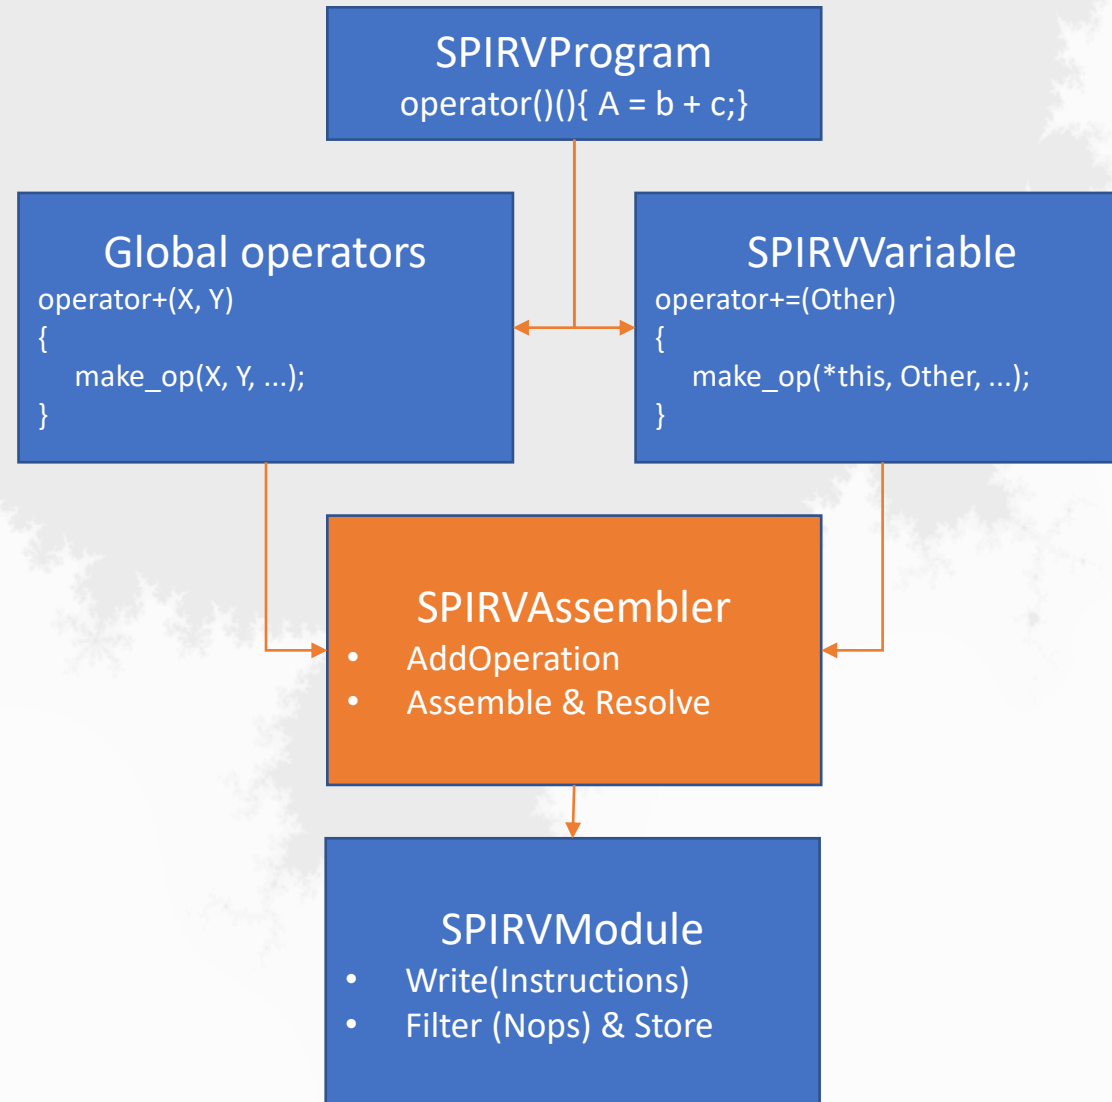 SPIRVProgram
operator()(){ A = b + c;}
Global operators
operator+(X, Y)
{
make_op(X, Y, ...);
}
SPIRVVariable
operator+=(Other)
{
make_op(*this, Other, ...);
}
SPIRVAssembler
• AddOperation
• Assemble & Resolve
SPIRVModule
• Write(Instructions)
• Filter (Nops) & Store